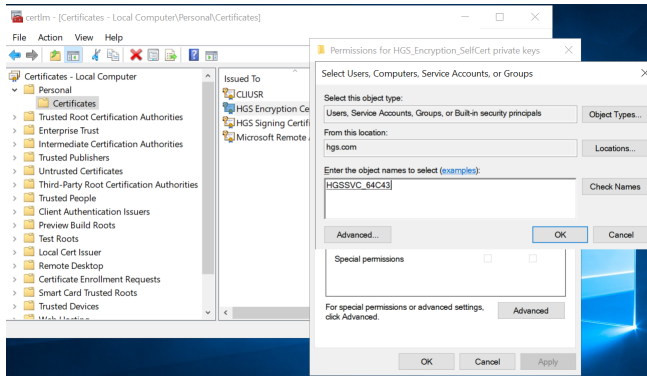 certlm - [Certificates - Local Computer\Personal\Certificates]
File Action View Help
Certificates - Local Computer
Personal
Certificates
Trusted Root Certification Authorities
Enterprise Trust
Intermediate Certification Authorities
Trusted Publishers
Untrusted Certificates
Third-Party Root Certification Authorities
Trusted People
Client Authentication Issuers
Preview Build Roots
Test Roots
Local Cert Issuer
Remote Desktop
Certificate Enrollment Requests
Smart Card Trusted Roots
Trusted Devices
Issued To
CLIUSR
HGS Encryption Ce
HGS Signing Certifi
Microsoft Remote
Permissions for HGS_Encryption_SelfCert private keys
Select Users, Computers, Service Accounts, or Groups
Select this object type:
Users, Service Accounts, Groups, or Built-in security principals
Object Types...
From this location:
hgs.com
Locations...
Enter the object names to select (examples):
HGSSVC_64C43
Check Names
Advanced...
OK
Cancel
Special permissions
For special permissions or advanced settings,
click Advanced.
Advanced
OK
Cancel
Apply